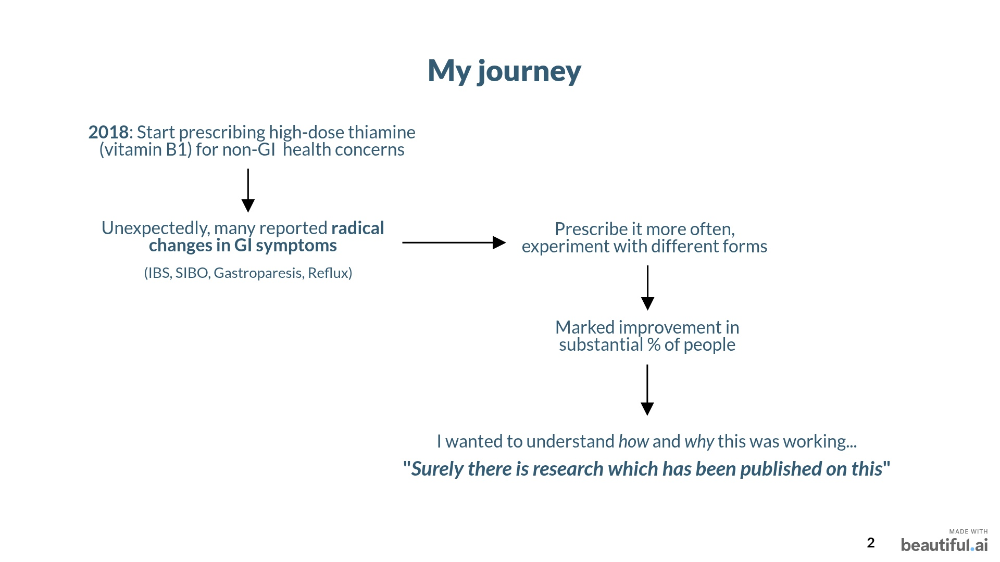 My journey
2018: Start prescribing high-dose thiamine
(vitamin B1) for non-GI  health concerns
Unexpectedly, many reported radical
changes in GI symptoms
(IBS, SIBO, Gastroparesis, Reflux)
Prescribe it more often,
experiment with different forms
Marked improvement in
substantial % of people
I wanted to understand how and why this was working...
"Surely there is research which has been published on this"
2
MADE WITH
beautiful.ai